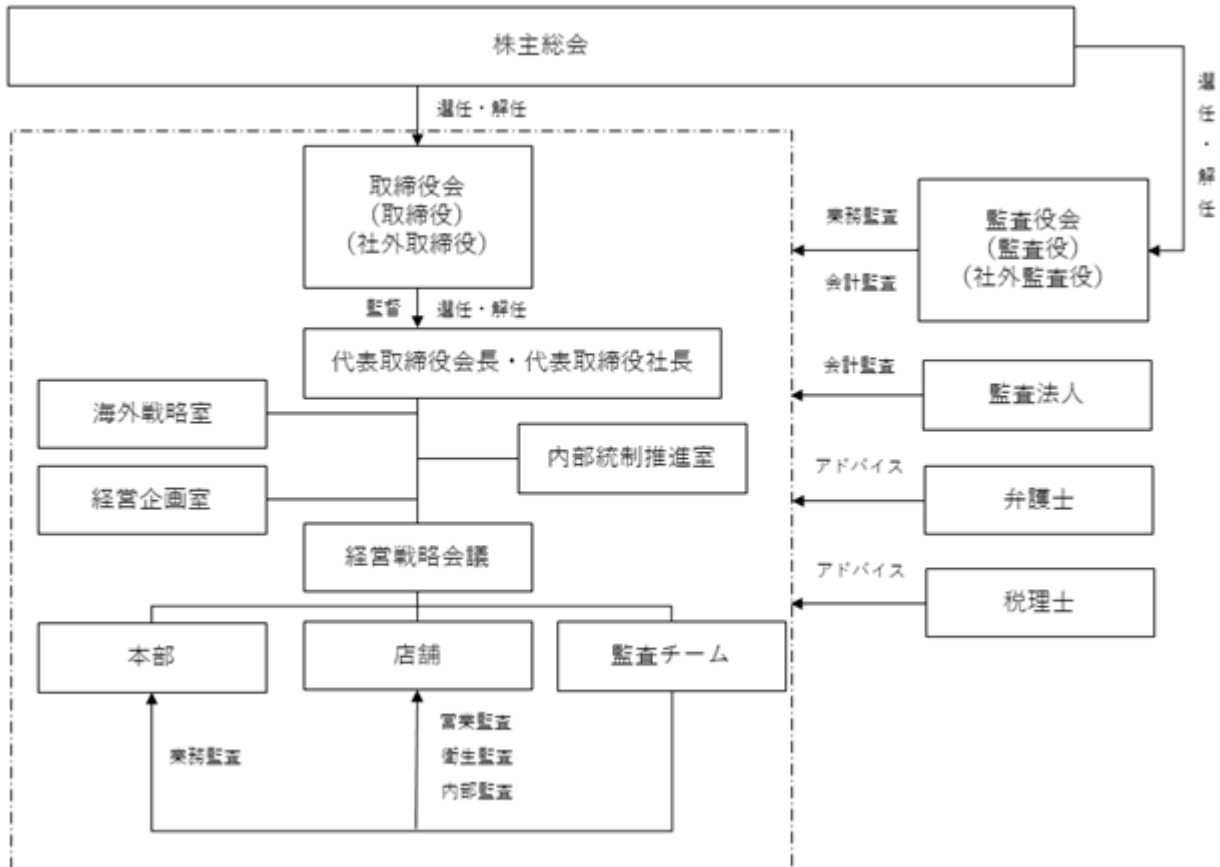 株主総会
選任・解任
選任・解任
取締役会
(取締役)
(社外取締役)
業務監査
会計監査
監査役会
(監査役)
(社外監査役)
監督
選任・解任
代表取締役会長・代表取締役社長
会計監査
監査法人
海外戦略室
内部統制推進室
アドバイス
弁護士
経営企画室
経営戦略会議
アドバイス
税理士
本部
店舗
監査チーム
業務監査
営業監査
衛生監査
内部監査